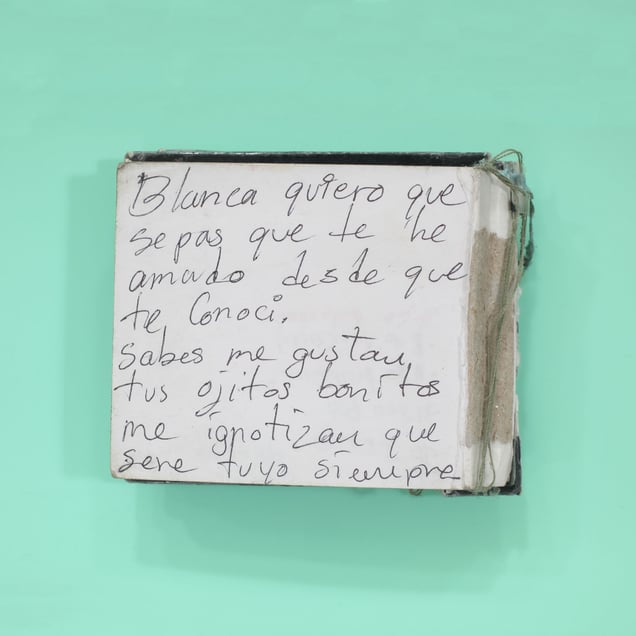 Blanca quiero que
sepas que te he
amado desde que
te Conoci.
sabes me gustan
tus ojitos bonitos
me ignotizan que
sere tuyo siempre